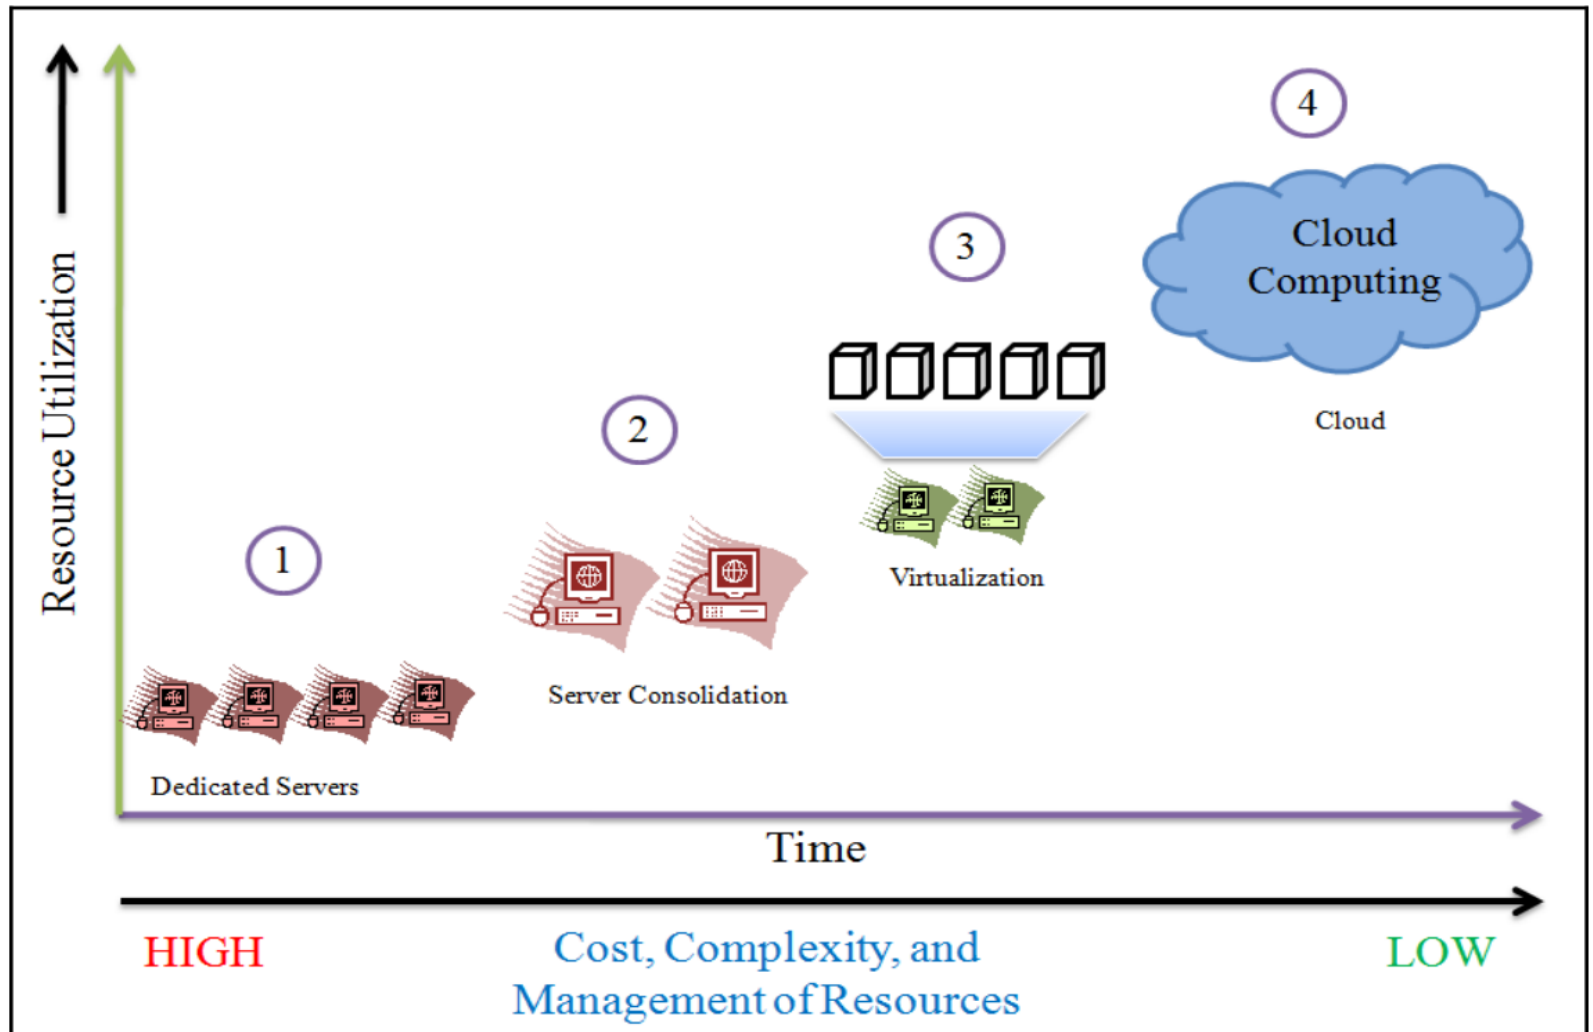 Resource Utilization
1
2
3
4
Cloud
Computing
Cloud
Virtualization
Server Consolidation
Dedicated Servers
Time
HIGH
Cost, Complexity, and
Management of Resources
LOW